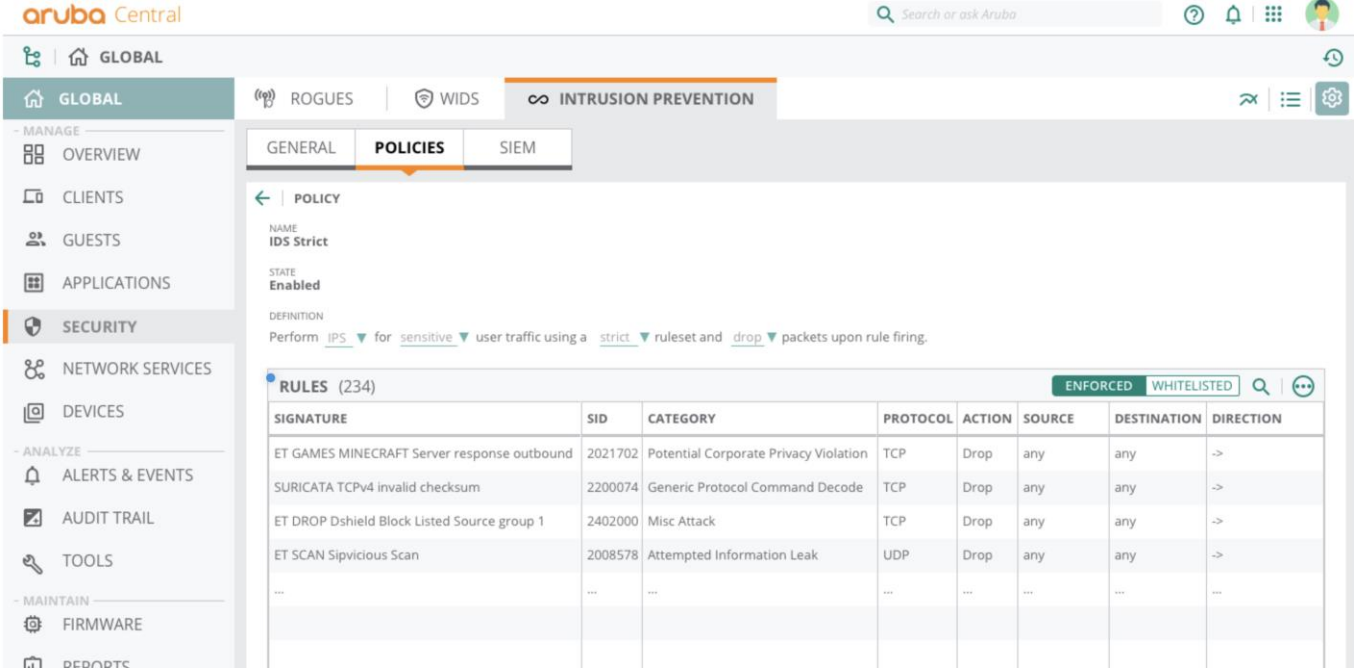 aruba Central
Search or ask Aruba
GLOBAL
GLOBAL
ROGUES
WIDS
INTRUSION PREVENTION
MANAGE
OVERVIEW
CLIENTS
GUESTS
APPLICATIONS
SECURITY
NETWORK SERVICES
DEVICES
ANALYZE
ALERTS & EVENTS
AUDIT TRAIL
TOOLS
MAINTAIN
FIRMWARE
REPORTS
GENERAL POLICIES SIEM
POLICY
NAME
IDS Strict
STATE
Enabled
DEFINITION
Perform IPS ▼ for sensitive ▼ user traffic using a strict ▼ ruleset and drop ▼ packets upon rule firing.
RULES (234) ENFORCED WHITELISTED
SIGNATURE SID CATEGORY PROTOCOL ACTION SOURCE DESTINATION DIRECTION
ET GAMES MINECRAFT Server response outbound 2021702 Potential Corporate Privacy Violation TCP Drop any any ->
SURICATA TCPv4 invalid checksum 2200074 Generic Protocol Command Decode TCP Drop any any ->
ET DROP Dshield Block Listed Source group 1 2402000 Misc Attack TCP Drop any any ->
ET SCAN Sipvicious Scan 2008578 Attempted Information Leak UDP Drop any any ->
... ... ... ... ... ... ... ...